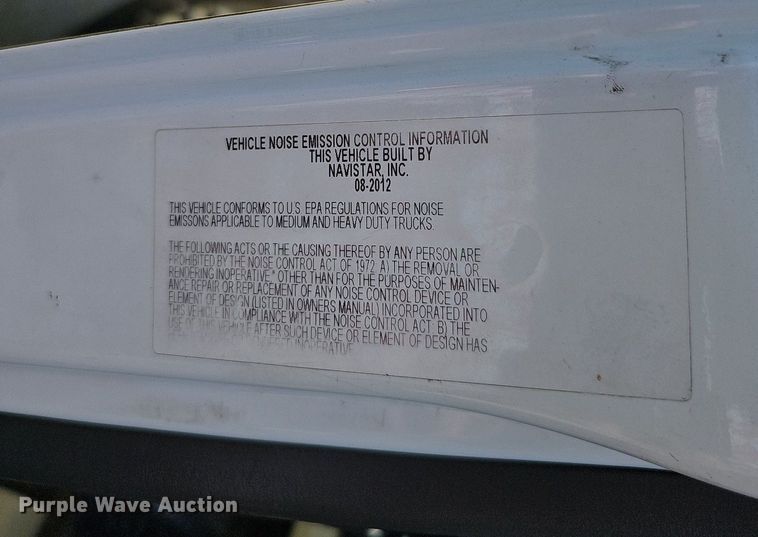 VEHICLE NOISE EMISSION CONTROL INFORMATION
THIS VEHICLE BUILT BY
NAVISTAR, INC.
08-2012
THIS VEHICLE CONFORMS TO U.S. EPA REGULATIONS FOR NOISE
EMISSONS APPLICABLE TO MEDIUM AND HEAVY DUTY TRUCKS.
THE FOLLOWING ACTS OR THE CAUSING THEREOF BY ANY PERSON ARE
PROHIBITED BY THE NOISE CONTROL ACT OF 1972 A) THE REMOVAL OR
RENDERING INOPERATIVE " OTHER THAN FOR THE PURPOSES OF MAINTEN-
ANCE REPAIR OR REPLACEMENT OF ANY NOISE CONTROL DEVICE OR
ELEMENT OF DESIGN (LISTED IN OWNERS MANUAL) INCORPORATED INTO
THIS VEHICLE IN COMPLIANCE WITH THE NOISE CONTROL ACT B) THE
USE OF THIS VEHICLE AFTER SUCH DEVICE OR ELEMENT OF DESIGN HAS
INOPERATIVE
Purple Wave Auction